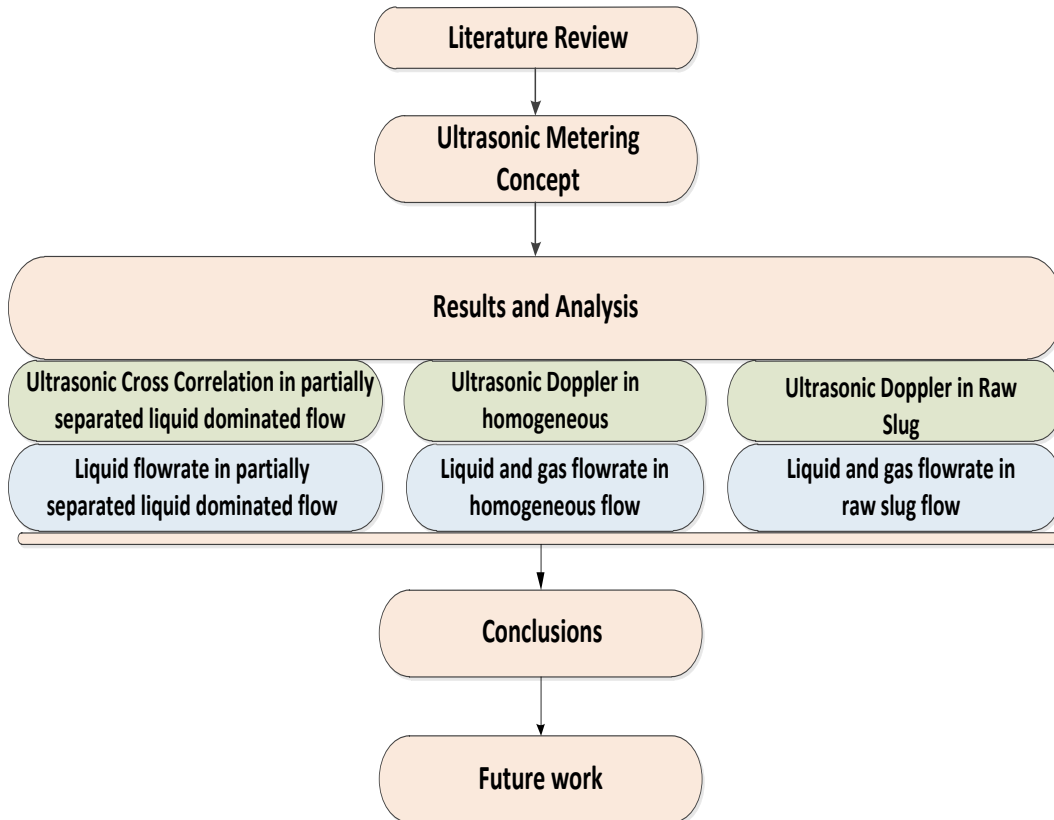 Literature Review
Ultrasonic Metering
Concept
Results and Analysis
Ultrasonic Cross Correlation in partially
separated liquid dominated flow
Ultrasonic Doppler in
homogeneous
Ultrasonic Doppler in Raw
Slug
Liquid flowrate in partially
separated liquid dominated flow
Liquid and gas flowrate in
homogeneous flow
Liquid and gas flowrate in
raw slug flow
Conclusions
Future work